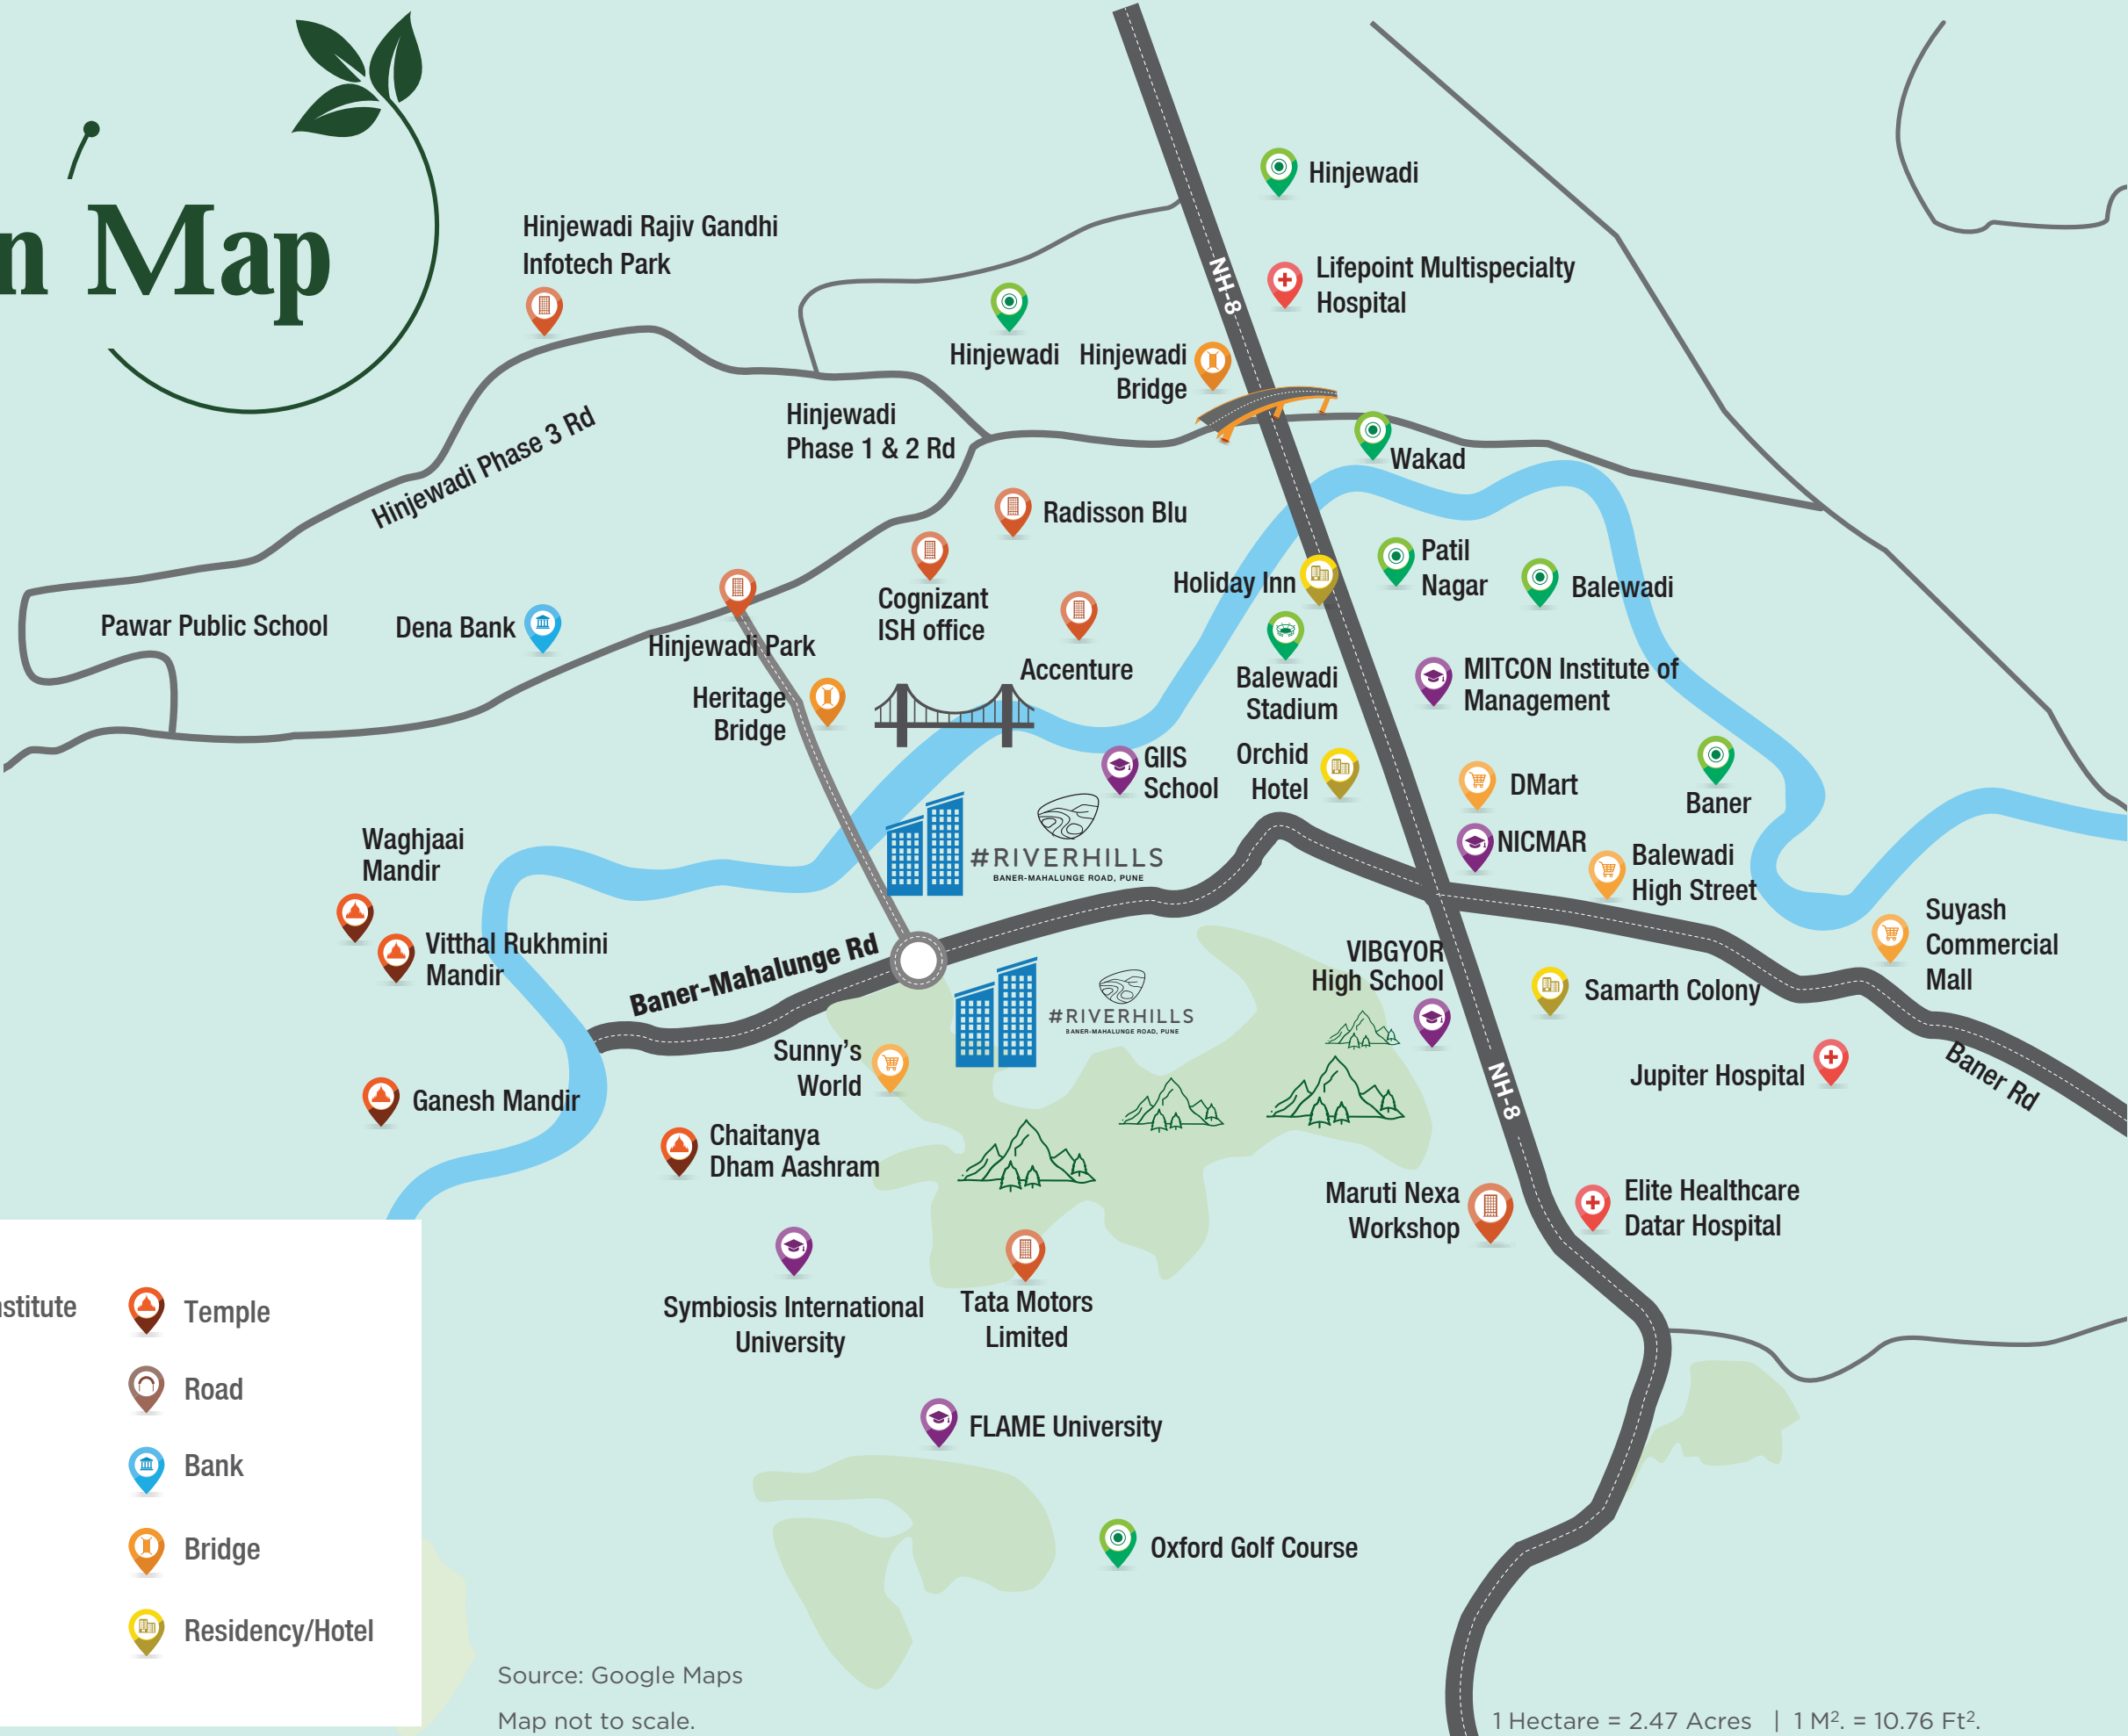 n Map
Hinjewadi
Hinjewadi Rajiv Gandhi
Infotech Park
NH-8
Lifepoint Multispecialty
Hospital
Hinjewadi
Hinjewadi
Bridge
Hinjewadi
Phase 1 & 2 Rd
Hinjewadi Phase 3 Rd
Wakad
Radisson Blu
Patil
Nagar
Balewadi
Holiday Inn
Cognizant
ISH office
Pawar Public School
Dena Bank
Hinjewadi Park
Accenture
Balewadi
Stadium
MITCON Institute of
Management
Heritage
Bridge
GIIS
School
Orchid
Hotel
DMart
Baner
Waghjaai
Mandir
#RIVERHILLS
BANER-MAHALUNGE ROAD, PUNE
NICMAR
Balewadi
High Street
Suyash
Commercial
Mall
Vitthal Rukhmini
Mandir
Baner-Mahalunge Rd
VIBGYOR
High School
Samarth Colony
#RIVERHILLS
BANER-MAHALUNGE ROAD, PUNE
Sunny's
World
NH-8
Jupiter Hospital
Baner Rd
Ganesh Mandir
Chaitanya
Dham Aashram
Maruti Nexa
Workshop
Elite Healthcare
Datar Hospital
Symbiosis International
University
Tata Motors
Limited
nstitute
Temple
Road
Bank
Bridge
Residency/Hotel
FLAME University
Oxford Golf Course
Source: Google Maps
Map not to scale.
1 Hectare = 2.47 Acres | 1 M². = 10.76 Ft².